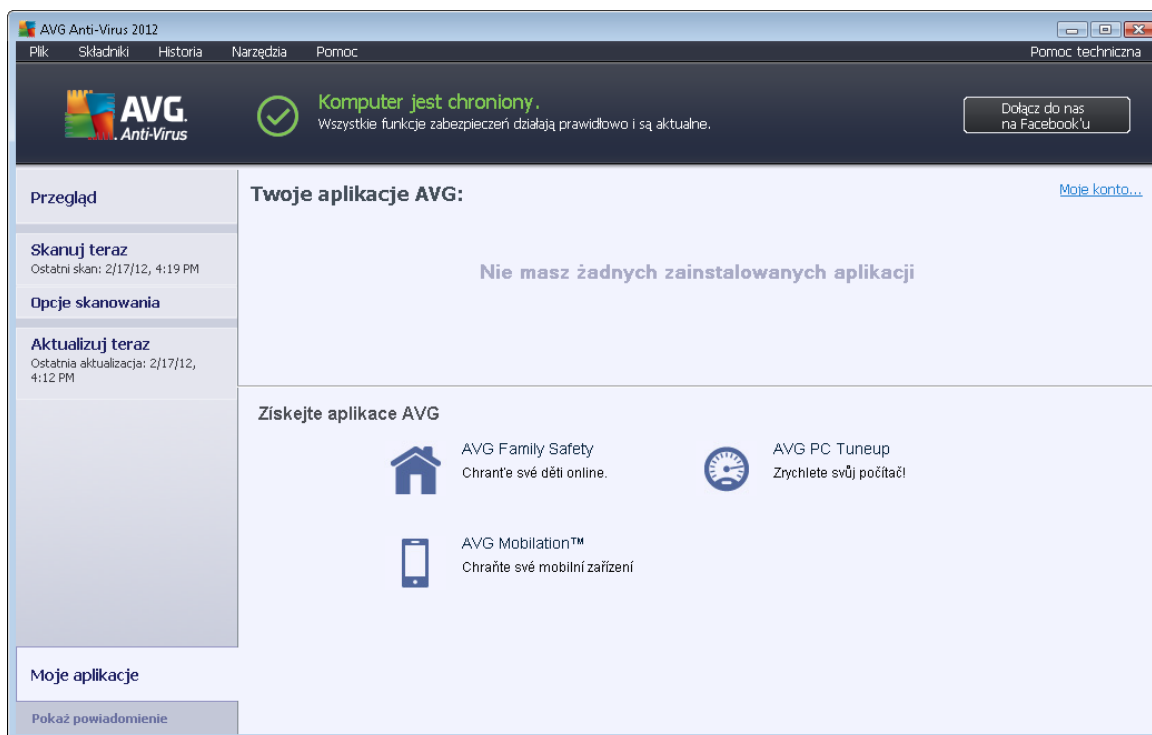 AVG Anti-Virus 2012
Plik Składniki Historia Narzędzia Pomoc Pomoc techniczna
AVG.
Anti-Virus
Komputer jest chroniony.
Wszystkie funkcje zabezpieczeń działają prawidłowo i są aktualne.
Dołącz do nas
na Facebook'u
Przegląd
Skanuj teraz
Ostatni skan: 2/17/12, 4:19 PM
Opcje skanowania
Aktualizuj teraz
Ostatnia aktualizacja: 2/17/12,
4:12 PM
Moje aplikacje
Pokaż powiadomienie
Twoje aplikacje AVG:
Moje konto...
Nie masz żadnych zainstalowanych aplikacji
Získejte aplikace AVG
AVG Family Safety
Chranťe své děti online.
AVG PC Tuneup
Zrychlete svůj počítač!
AVG Mobilation™
Chraňte své mobilní zařízení